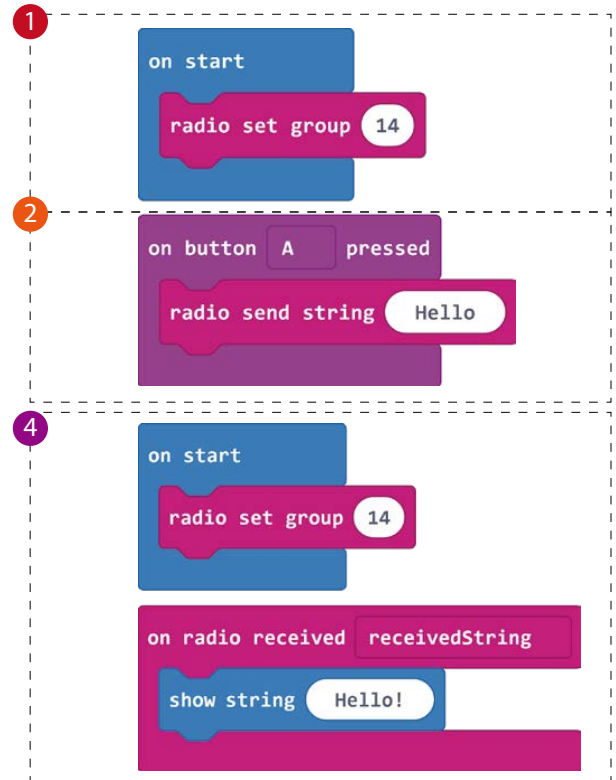 1
on start
radio set group 14
2
on button A pressed
radio send string Hello
4
on start
radio set group 14
on radio received receivedString
show string Hello!